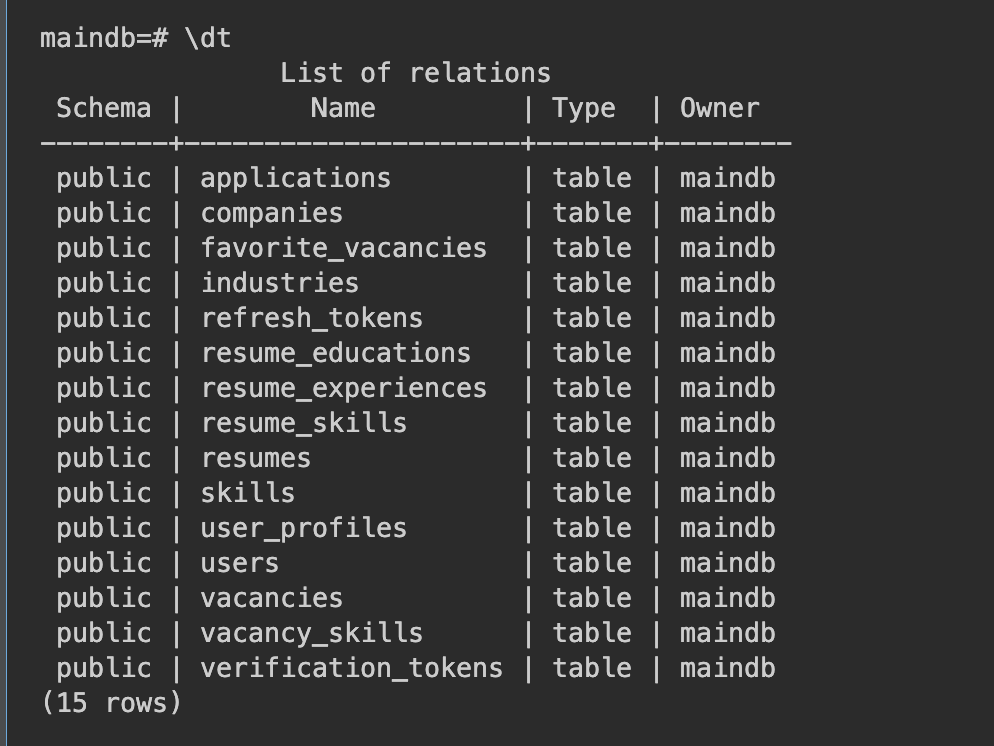 maindb=# \dt
               List of relations
 Schema |        Name         | Type  | Owner
--------+---------------------+-------+--------
 public | applications        | table | maindb
 public | companies           | table | maindb
 public | favorite_vacancies  | table | maindb
 public | industries          | table | maindb
 public | refresh_tokens      | table | maindb
 public | resume_educations   | table | maindb
 public | resume_experiences  | table | maindb
 public | resume_skills       | table | maindb
 public | resumes             | table | maindb
 public | skills              | table | maindb
 public | user_profiles       | table | maindb
 public | users               | table | maindb
 public | vacancies           | table | maindb
 public | vacancy_skills      | table | maindb
 public | verification_tokens | table | maindb
(15 rows)